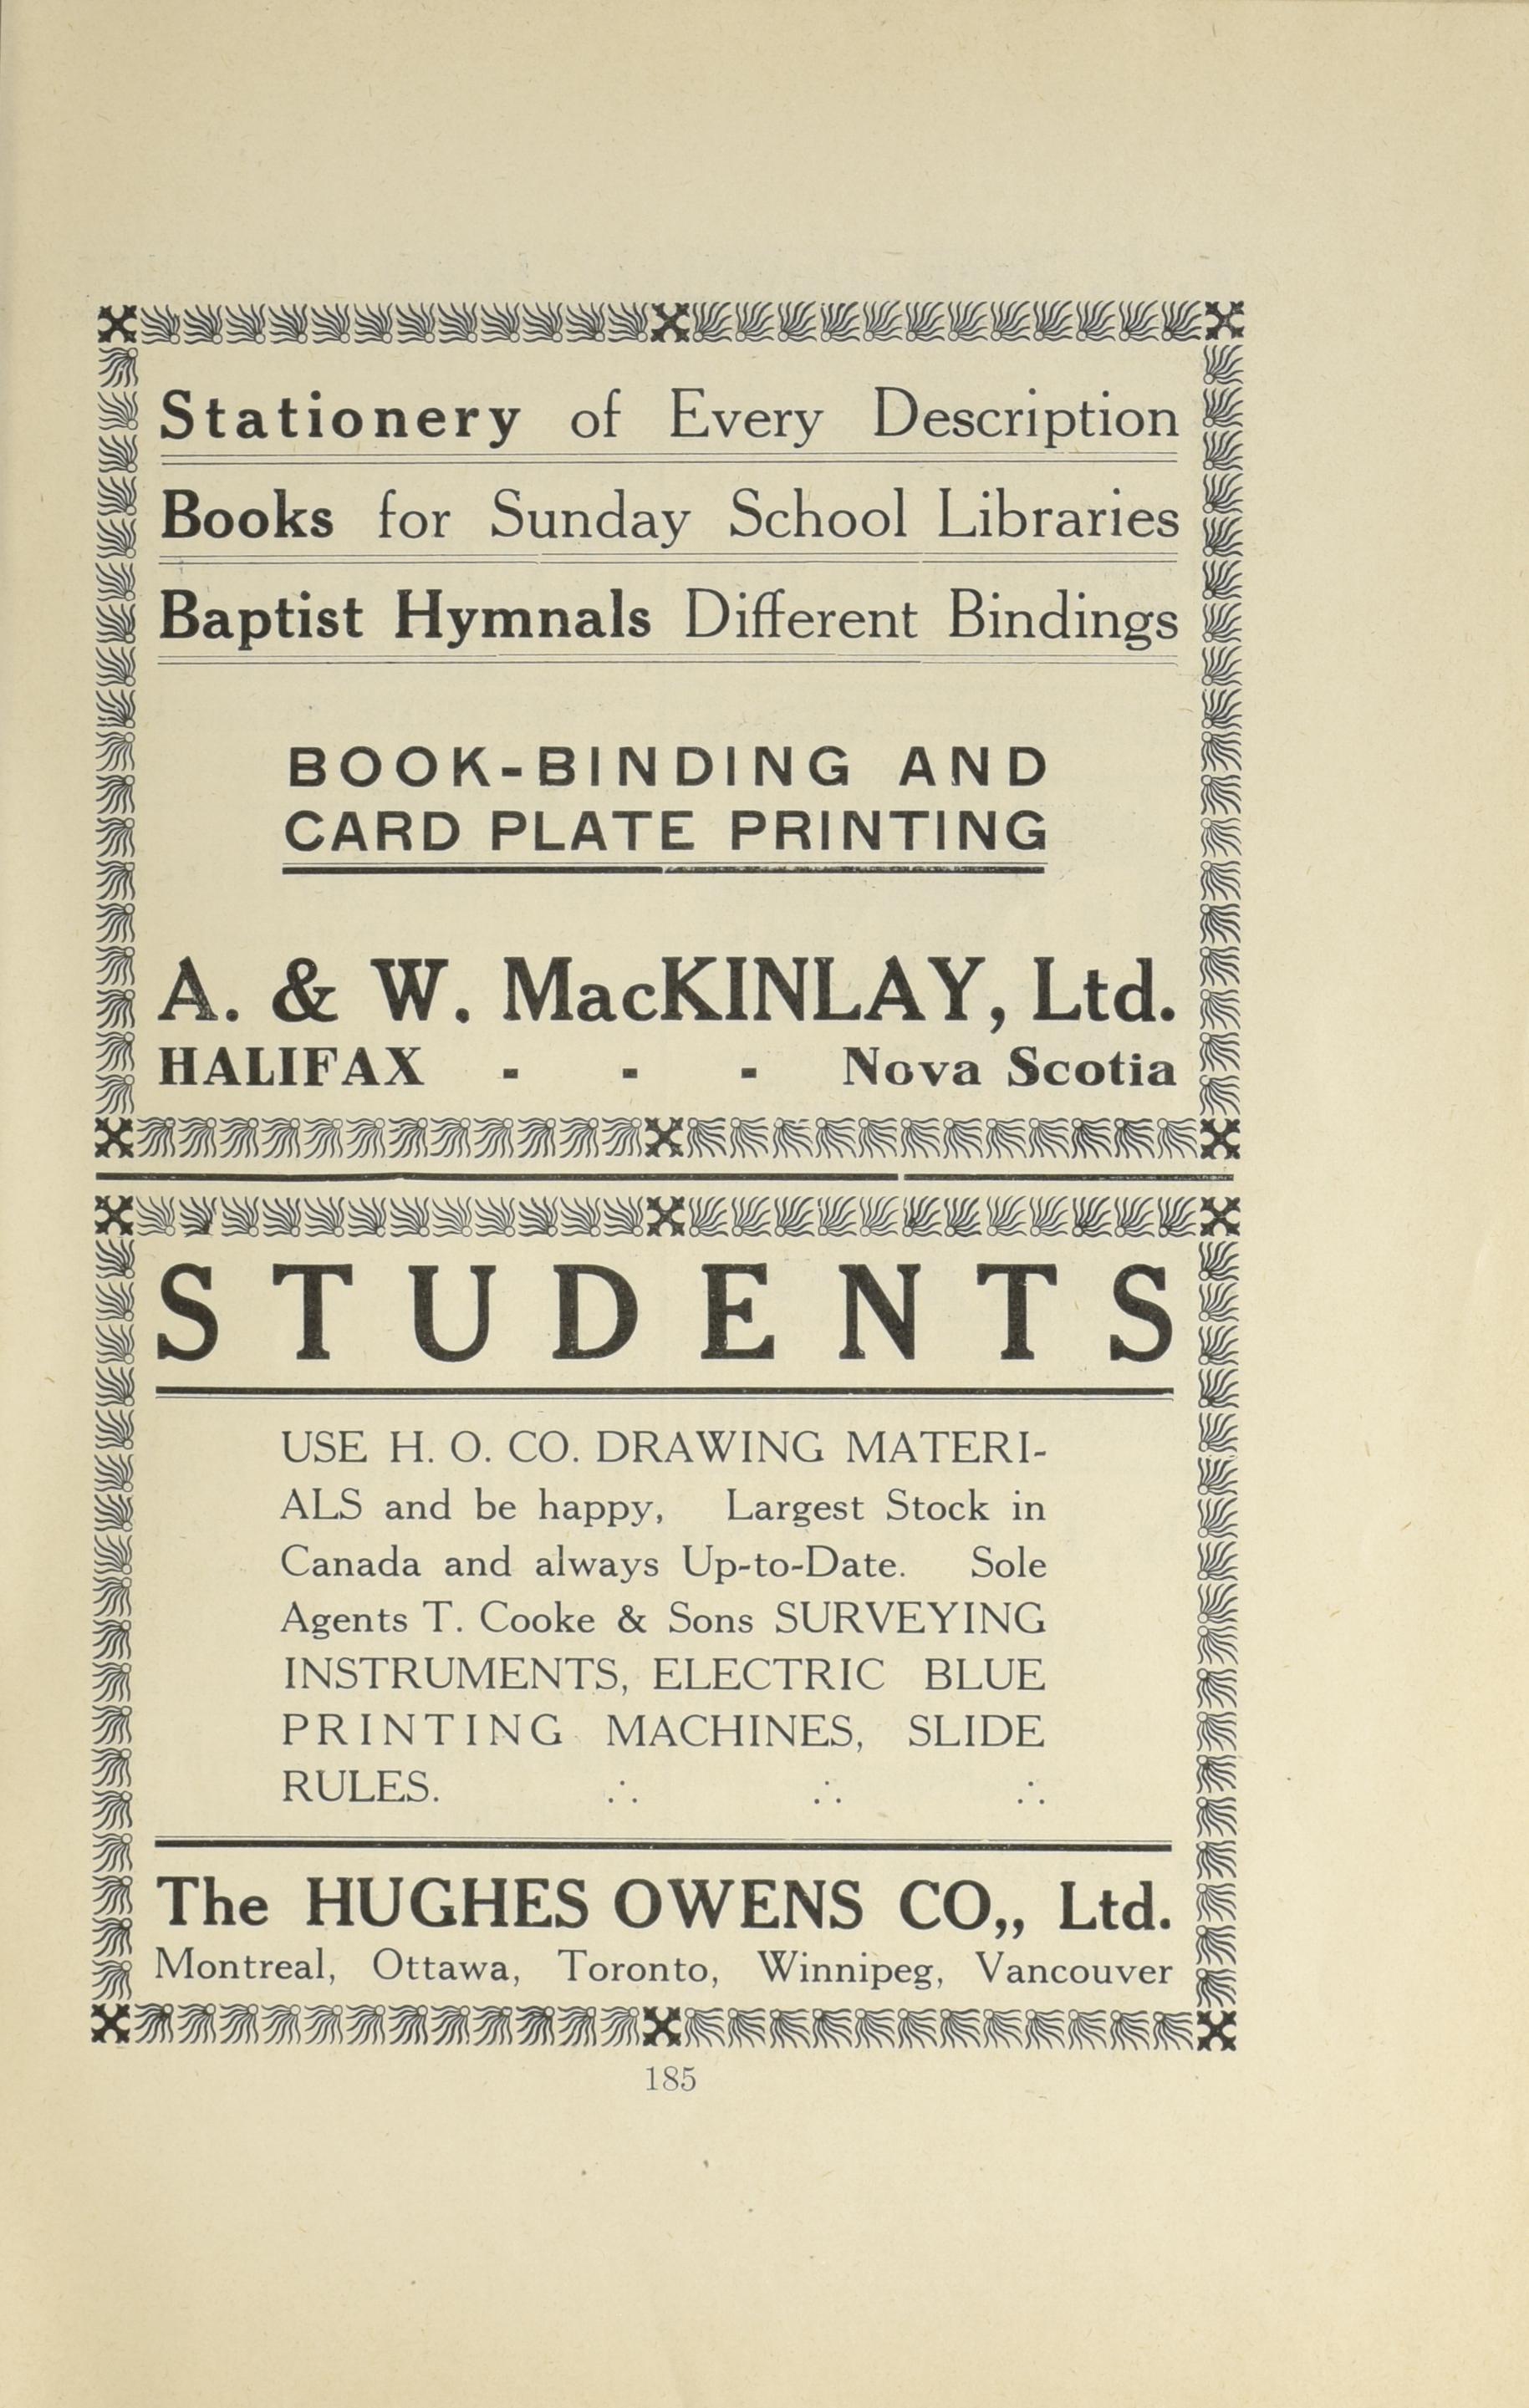 Stationery of Every Description
Books for Sunday School Libraries
Baptist Hymnals Different Bindings
BOOK-BINDING AND
CARD PLATE PRINTING
A. & W. MacKINLAY, Ltd.
HALIFAX - - - Nova Scotia
STUDENTS
USE H. O. CO. DRAWING MATERI-
ALS and be happy, Largest Stock in
Canada and always Up-to-Date. Sole
Agents T. Cooke & Sons SURVEYING
INSTRUMENTS, ELECTRIC BLUE
PRINTING MACHINES, SLIDE
RULES. ∴ ∴ ∴
The HUGHES OWENS CO,, Ltd.
Montreal, Ottawa, Toronto, Winnipeg, Vancouver
185